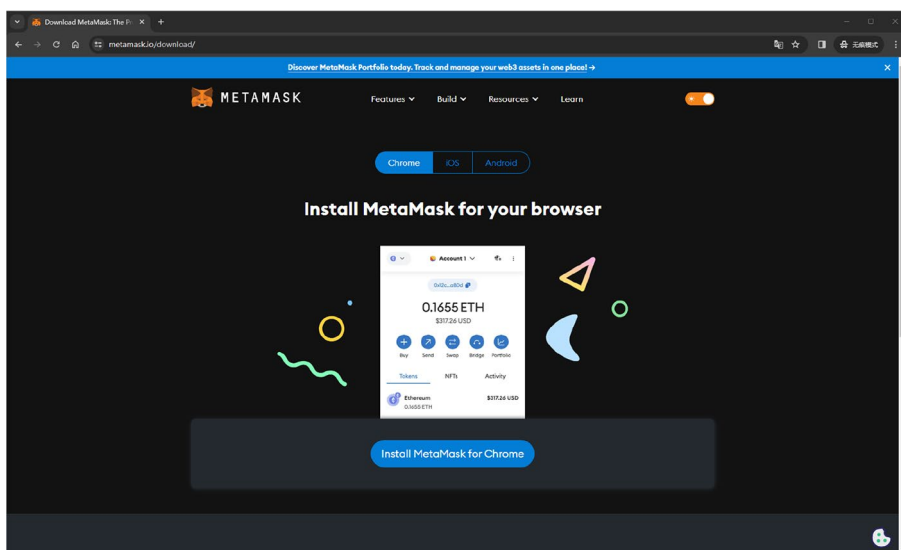 Download MetaMask: The P
metamask.io/download/
无痕模式
Discover MetaMask Portfolio today. Track and manage your web3 assets in one place! →
METAMASK
Features
Build
Resources
Learn
Chrome
iOS
Android
Install MetaMask for your browser
Account 1
0.1655 ETH
$317.26 USD
Buy
Send
Swap
Bridge
Portfolio
Tokens
NFTs
Activity
Ethereum
$317.26 USD
0.1655 ETH
Install MetaMask for Chrome